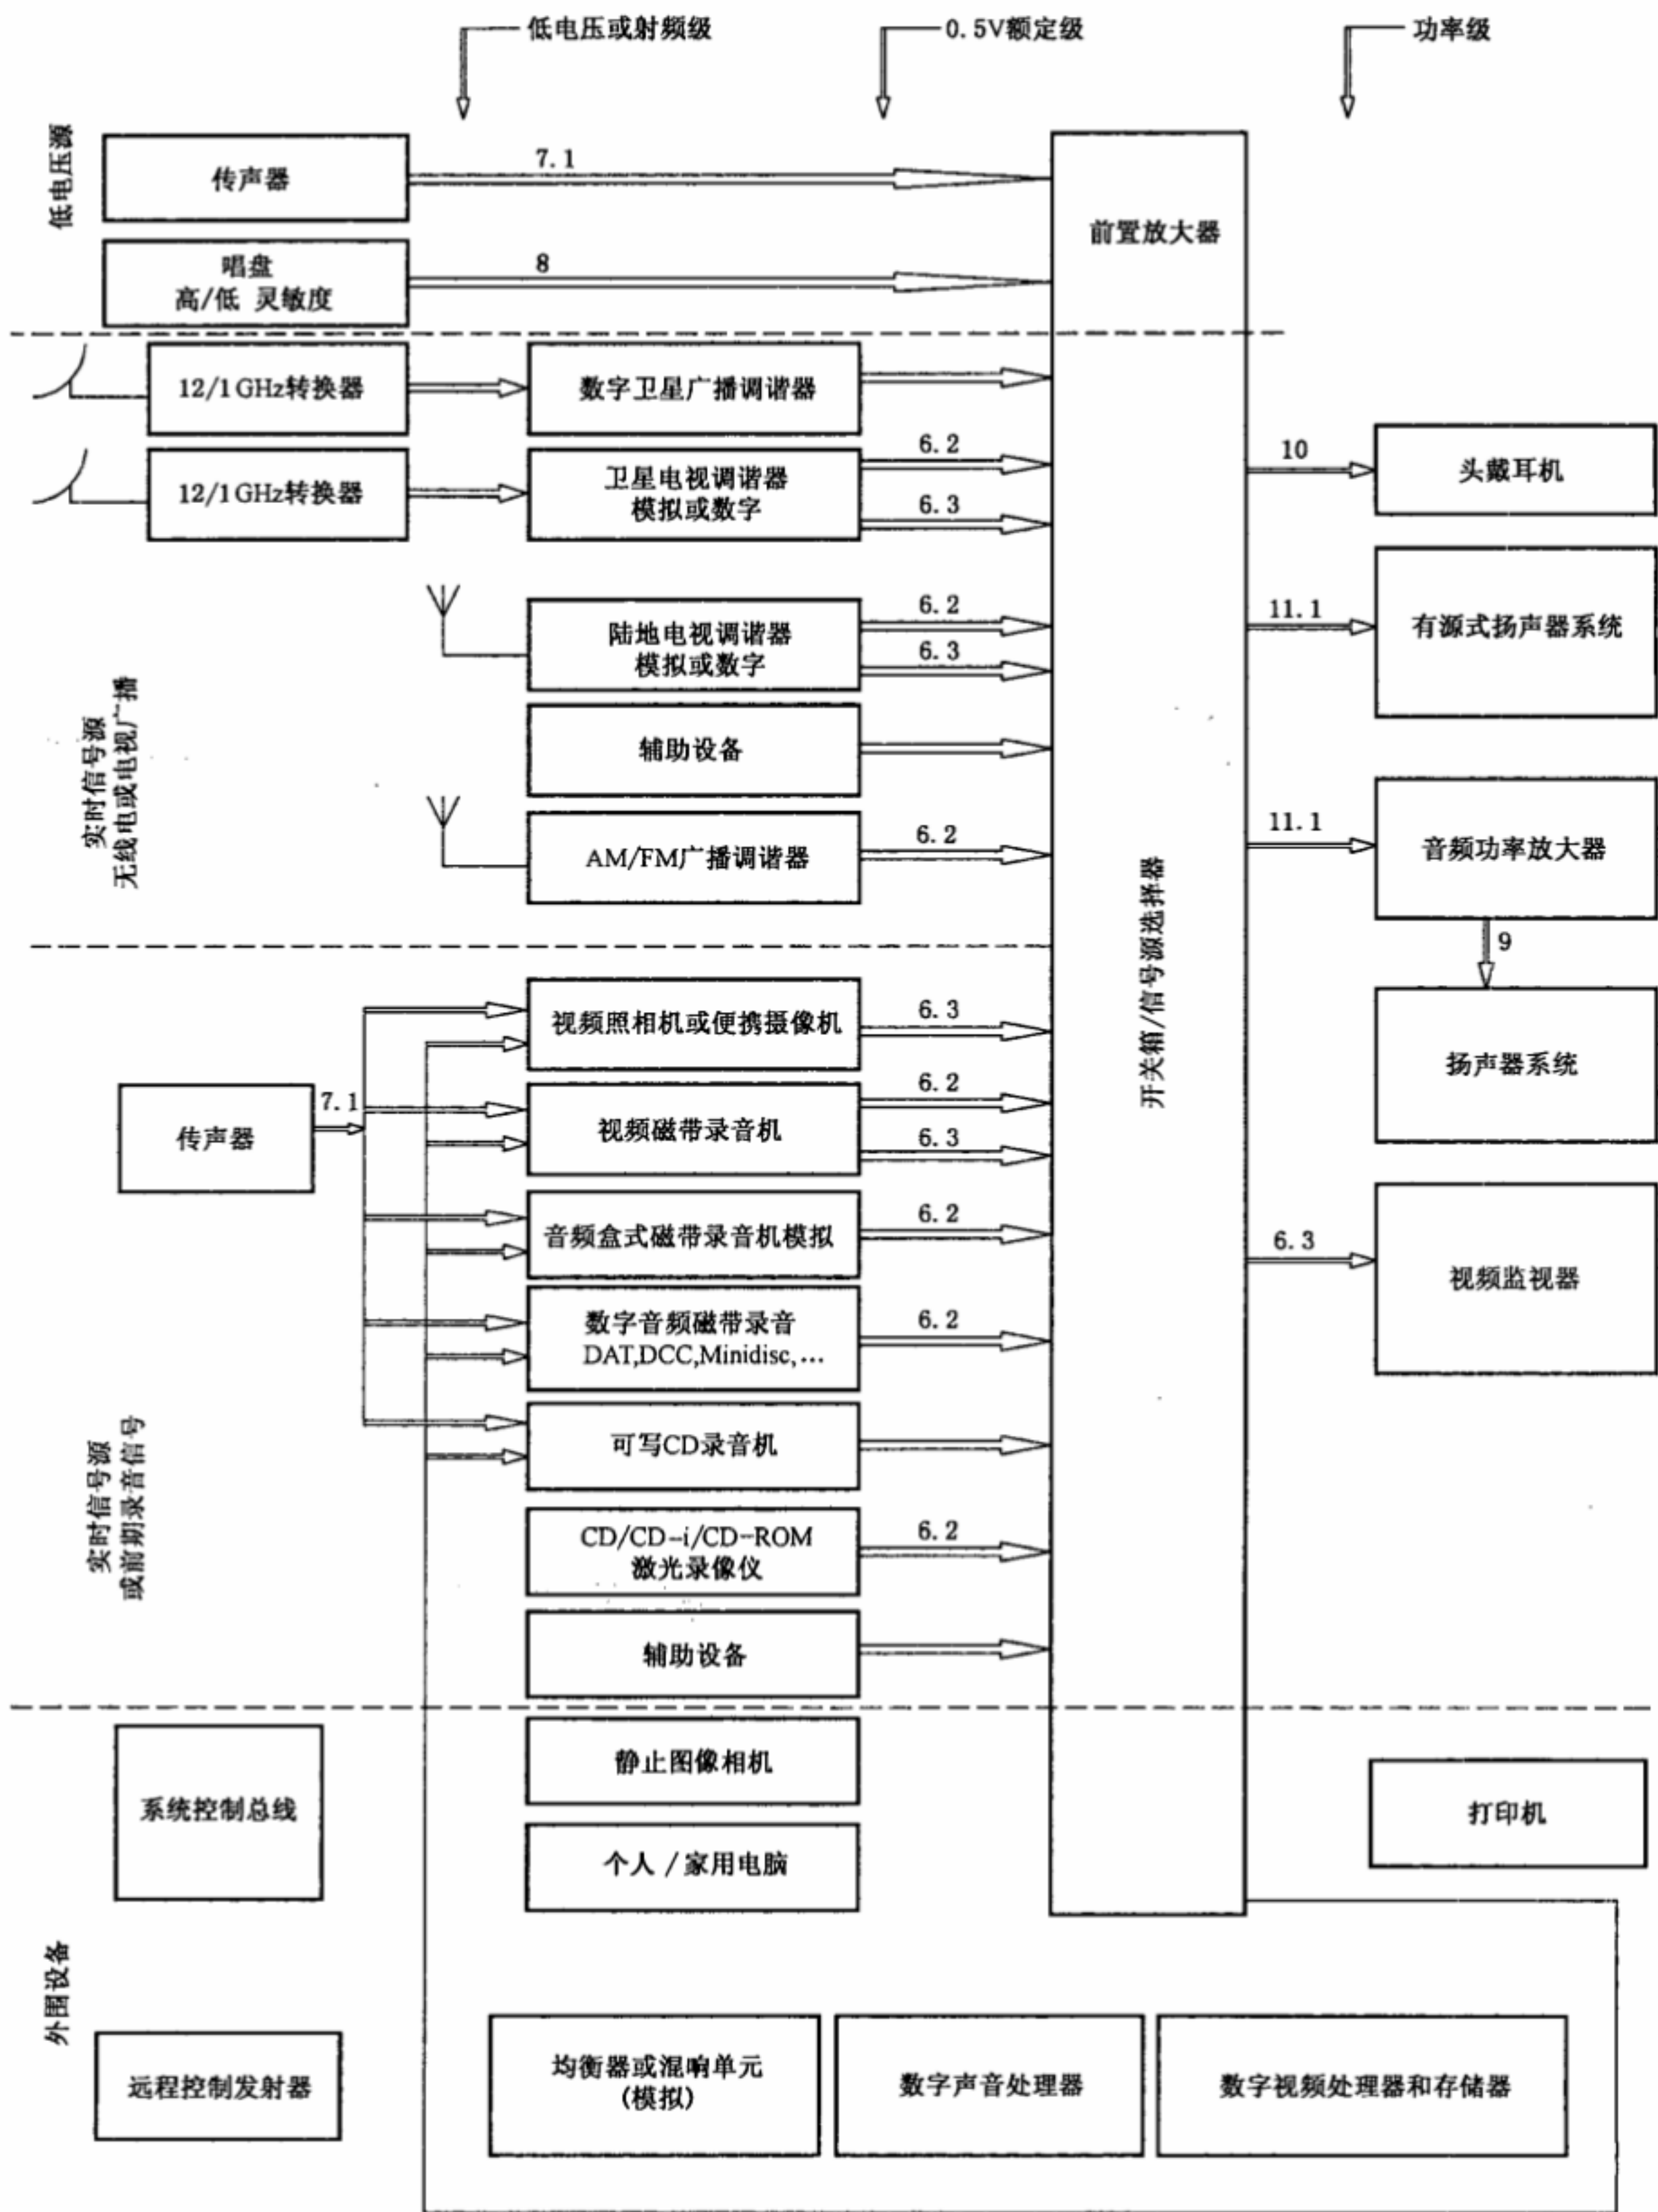 低电压或射频级
0.5V额定级
功率级
低电压源
传声器
7.1
前置放大器
唱盘
高/低 灵敏度
8
12/1GHz转换器
数字卫星广播调谐器
12/1GHz转换器
卫星电视调谐器
模拟或数字
6.2
6.3
10
头戴耳机
实时信号源
无线电或电视广播
陆地电视调谐器
模拟或数字
6.2
6.3
11.1
有源式扬声器系统
辅助设备
AM/FM广播调谐器
6.2
11.1
音频功率放大器
9
扬声器系统
开关箱/信号源选择器
视频照相机或便携摄像机
6.3
传声器
7.1
视频磁带录音机
6.2
6.3
音频盒式磁带录音机模拟
6.2
6.3
视频监视器
数字音频磁带录音
DAT,DCC,Minidisc,…
6.2
实时信号源
或前期录音信号
可写CD录音机
CD/CD-i/CD-ROM
激光录像仪
6.2
辅助设备
系统控制总线
静止图像相机
个人/家用电脑
打印机
外围设备
远程控制发射器
均衡器或混响单元
(模拟)
数字声音处理器
数字视频处理器和存储器